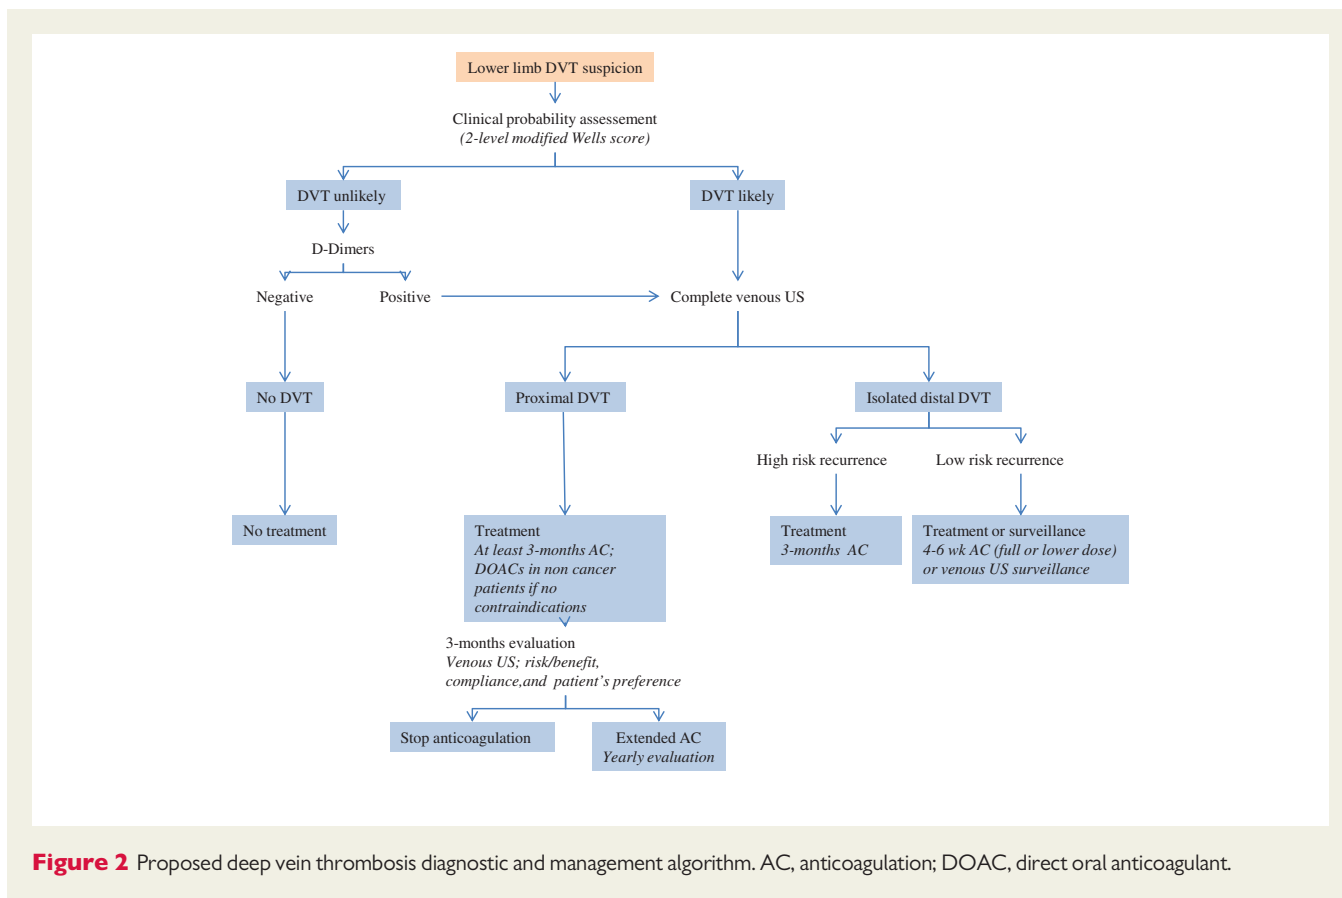 Lower limb DVT suspicion
Clinical probability assessement
(2-level modified Wells score)
DVT unlikely
DVT likely
D-Dimers
Negative
Positive
Complete venous US
No DVT
Proximal DVT
Isolated distal DVT
High risk recurrence
Low risk recurrence
No treatment
Treatment
At least 3-months AC;
DOACs in non cancer
patients if no
contraindications
Treatment
3-months AC
Treatment or surveillance
4-6 wk AC (full or lower dose)
or venous US surveillance
3-months evaluation
Venous US; risk/benefit,
compliance,and patient's preference
Stop anticoagulation
Extended AC
Yearly evaluation
Figure 2 Proposed deep vein thrombosis diagnostic and management algorithm. AC, anticoagulation; DOAC, direct oral anticoagulant.